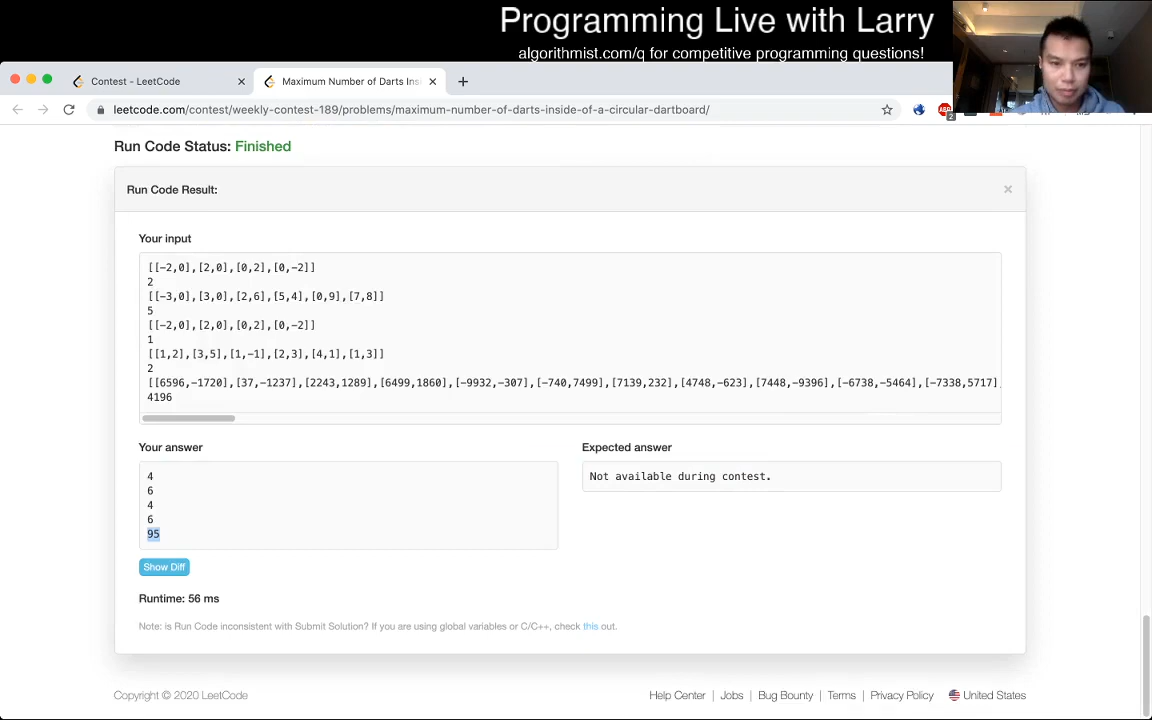 Programming Live with Larry
algorithmist.com/q for competitive programming questions!
Contest - LeetCode
Maximum Number of Darts Ins
leetcode.com/contest/weekly-contest-189/problems/maximum-number-of-darts-inside-of-a-circular-dartboard/
Run Code Status: Finished
Run Code Result:
Your input
[[-2,0],[2,0],[0,2],[0,-2]]
2
[[-3,0],[3,0],[2,6],[5,4],[0,9],[7,8]]
5
[[-2,0],[2,0],[0,2],[0,-2]]
1
[[1,2],[3,5],[1,-1],[2,3],[4,1],[1,3]]
2
[[6596,-1720],[37,-1237],[2243,1289],[6499,1860],[-9932,-307],[-740,7499],[7139,232],[4748,-623],[7448,-9396],[-6738,-5464],[-7338,5717],
4196
Your answer
Expected answer
4
6
4
6
95
Not available during contest.
Show Diff
Runtime: 56 ms
Note: is Run Code inconsistent with Submit Solution? If you are using global variables or C/C++, check this out.
Copyright © 2020 LeetCode
Help Center | Jobs | Bug Bounty | Terms | Privacy Policy
United States